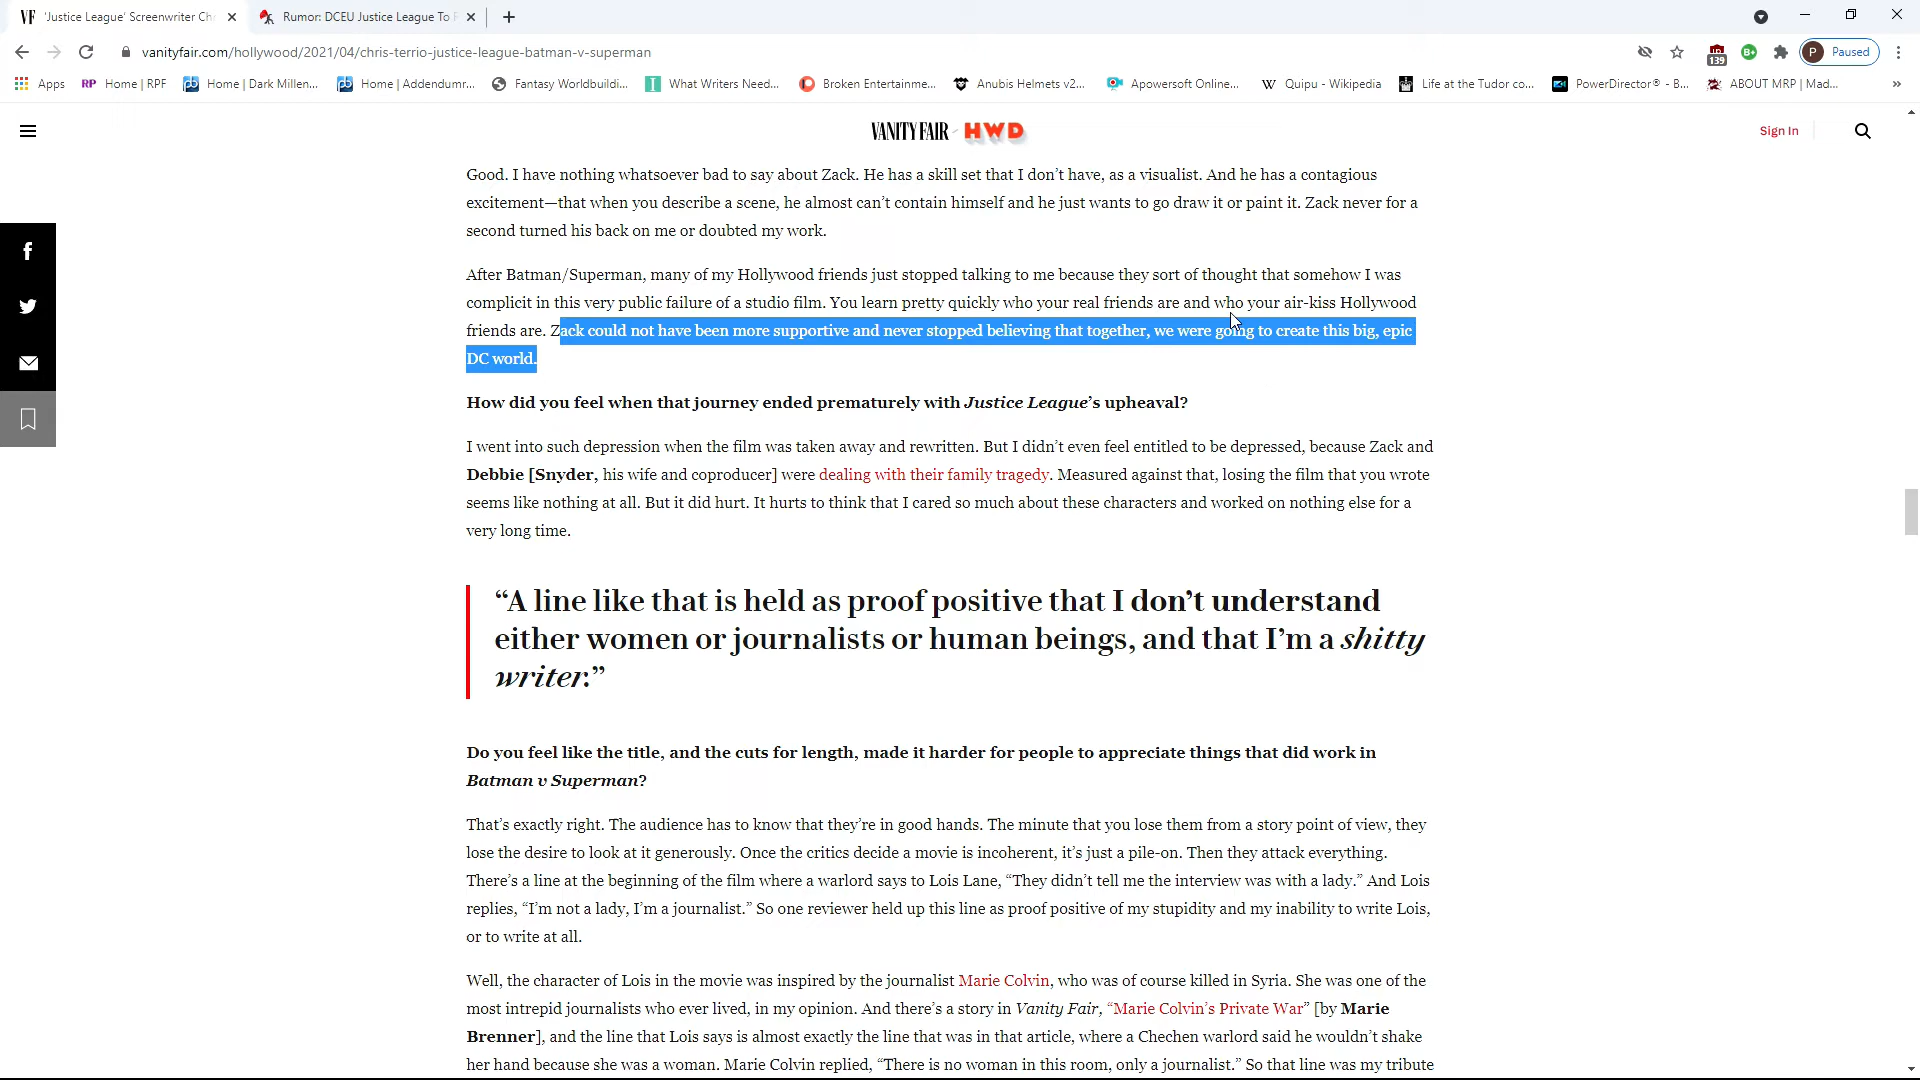 'Justice League' Screenwriter Ch
Rumor: DCEU Justice League To
vanityfair.com/hollywood/2021/04/chris-terrio-justice-league-batman-v-superman
139
B+
P
Paused
Apps
RP Home | RPF
pb Home | Dark Millen...
pb Home | Addendumr...
Fantasy Worldbuildi...
What Writers Need...
Broken Entertainme...
Anubis Helmets v2...
Apowersoft Online...
W Quipu - Wikipedia
Life at the Tudor co...
PowerDirector® - B...
ABOUT MRP | Mad...
VANITY FAIR HWD
Sign In
Good. I have nothing whatsoever bad to say about Zack. He has a skill set that I don’t have, as a visualist. And he has a contagious
excitement—that when you describe a scene, he almost can’t contain himself and he just wants to go draw it or paint it. Zack never for a
second turned his back on me or doubted my work.
After Batman/Superman, many of my Hollywood friends just stopped talking to me because they sort of thought that somehow I was
complicit in this very public failure of a studio film. You learn pretty quickly who your real friends are and who your air-kiss Hollywood
friends are. Zack could not have been more supportive and never stopped believing that together, we were going to create this big, epic
DC world.
How did you feel when that journey ended prematurely with Justice League’s upheaval?
I went into such depression when the film was taken away and rewritten. But I didn’t even feel entitled to be depressed, because Zack and
Debbie [Snyder, his wife and coproducer] were dealing with their family tragedy. Measured against that, losing the film that you wrote
seems like nothing at all. But it did hurt. It hurts to think that I cared so much about these characters and worked on nothing else for a
very long time.
“A line like that is held as proof positive that I don’t understand
either women or journalists or human beings, and that I’m a shitty
writer.”
Do you feel like the title, and the cuts for length, made it harder for people to appreciate things that did work in
Batman v Superman?
That’s exactly right. The audience has to know that they’re in good hands. The minute that you lose them from a story point of view, they
lose the desire to look at it generously. Once the critics decide a movie is incoherent, it’s just a pile-on. Then they attack everything.
There’s a line at the beginning of the film where a warlord says to Lois Lane, “They didn’t tell me the interview was with a lady.” And Lois
replies, “I’m not a lady, I’m a journalist.” So one reviewer held up this line as proof positive of my stupidity and my inability to write Lois,
or to write at all.
Well, the character of Lois in the movie was inspired by the journalist Marie Colvin, who was of course killed in Syria. She was one of the
most intrepid journalists who ever lived, in my opinion. And there’s a story in Vanity Fair, “Marie Colvin’s Private War” [by Marie
Brenner], and the line that Lois says is almost exactly the line that was in that article, where a Chechen warlord said he wouldn’t shake
her hand because she was a woman. Marie Colvin replied, “There is no woman in this room, only a journalist.” So that line was my tribute